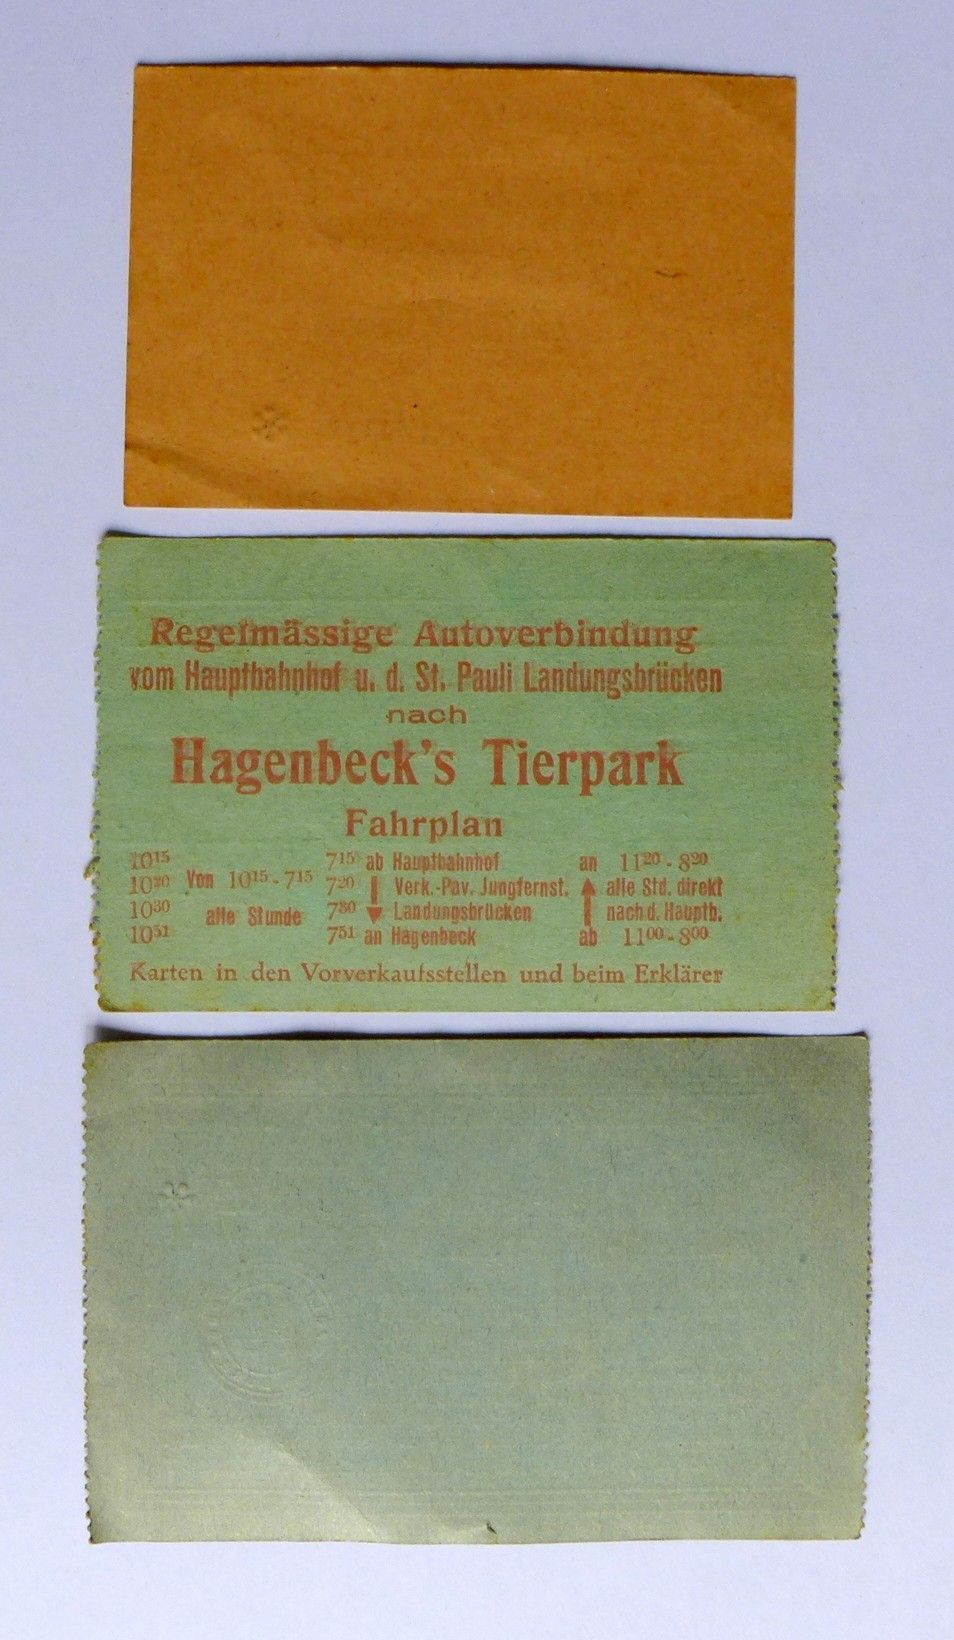 Regelmässige Autoverbindung
vom Hauptbahnhof u. d. St. Pauli Landungsbrücken
nach
Hagenbeck's Tierpark
Fahrplan
10¹⁵ 7¹⁵ ab Hauptbahnhof an 11²⁰ - 8²⁰
10²⁰ Von 10¹⁵ - 7¹⁵ 7²⁰ Verk.-Pav. Jungfernst. alle Std. direkt
10³⁰ alle Stunde 7³⁰ Landungsbrücken nach d. Hauptb.
10⁵¹ 7⁵¹ an Hagenbeck ab 11⁰⁰ - 8⁰⁰
Karten in den Vorverkaufsstellen und beim Erklärer